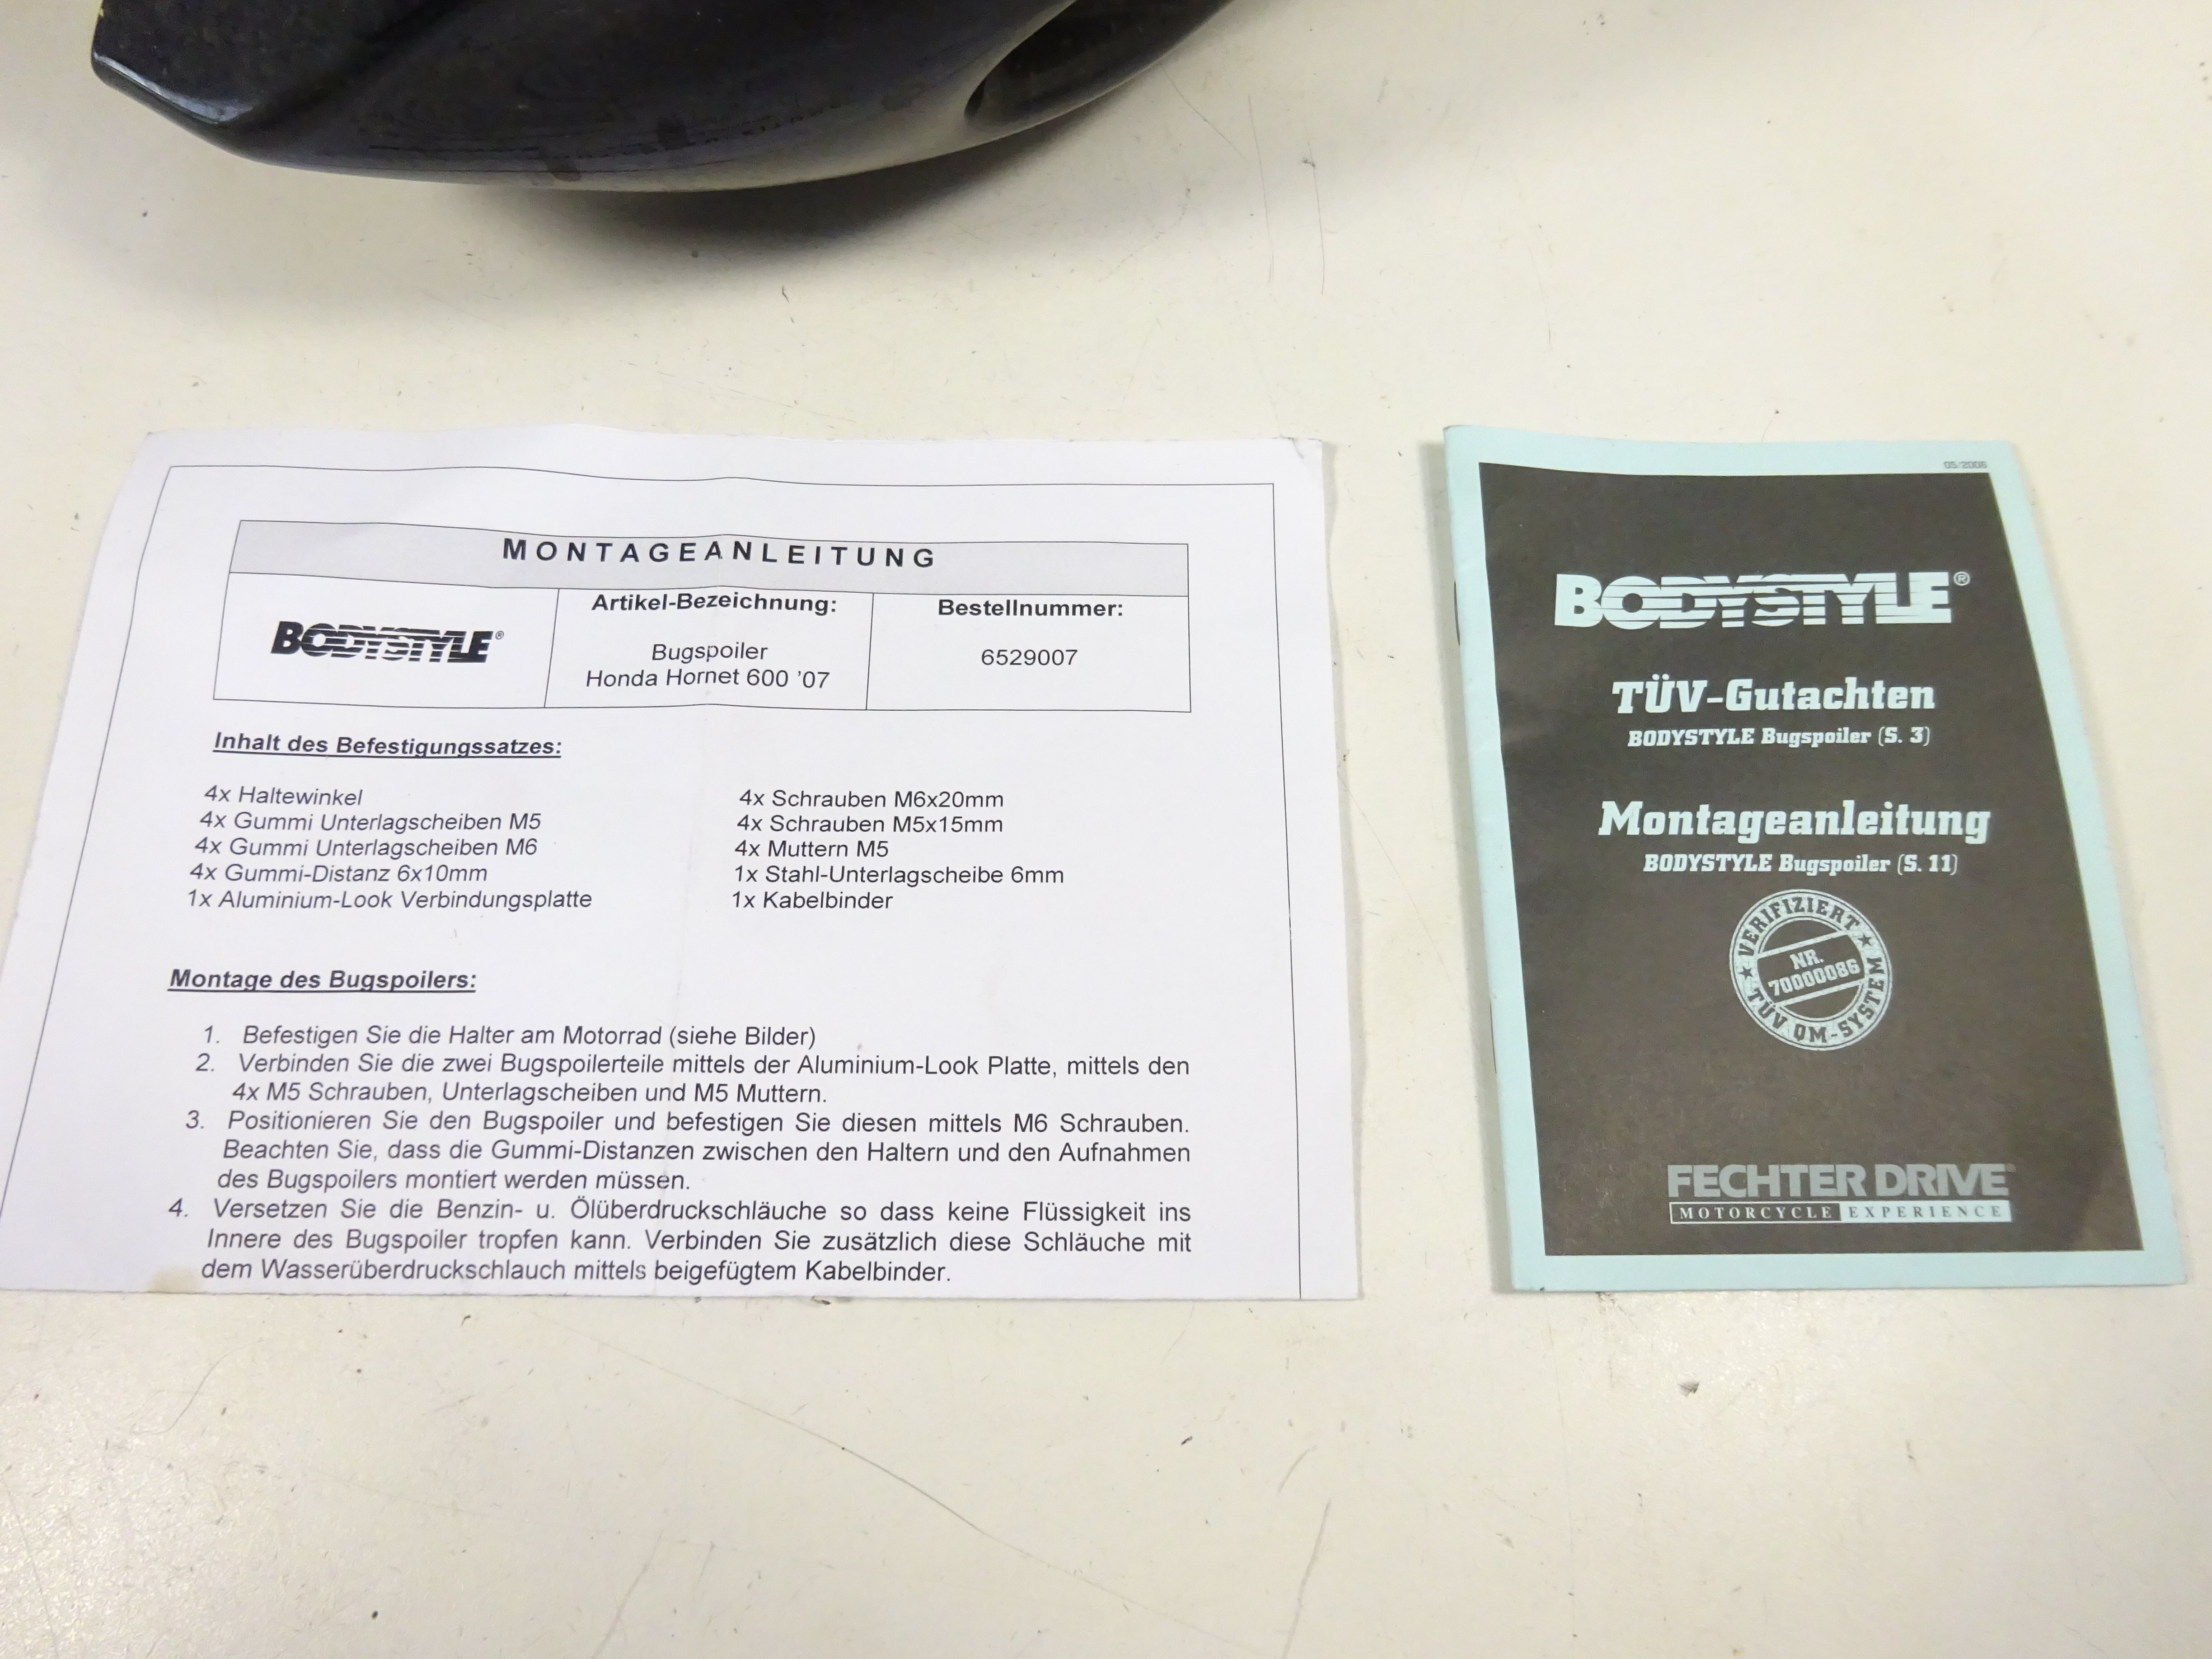 MONTAGEANLEITUNG
BODYSTYLE®
Artikel-Bezeichnung:
Bugspoiler
Honda Hornet 600 '07
Bestellnummer:
6529007
Inhalt des Befestigungssatzes:
4x Haltewinkel
4x Gummi Unterlagscheiben M5
4x Gummi Unterlagscheiben M6
4x Gummi-Distanz 6x10mm
1x Aluminium-Look Verbindungsplatte
4x Schrauben M6x20mm
4x Schrauben M5x15mm
4x Muttern M5
1x Stahl-Unterlagscheibe 6mm
1x Kabelbinder
Montage des Bugspoilers:
1. Befestigen Sie die Halter am Motorrad (siehe Bilder)
2. Verbinden Sie die zwei Bugspoilerteile mittels der Aluminium-Look Platte, mittels den
4x M5 Schrauben, Unterlagscheiben und M5 Muttern.
3. Positionieren Sie den Bugspoiler und befestigen Sie diesen mittels M6 Schrauben.
Beachten Sie, dass die Gummi-Distanzen zwischen den Haltern und den Aufnahmen
des Bugspoilers montiert werden müssen.
4. Versetzen Sie die Benzin- u. Ölüberdruckschläuche so dass keine Flüssigkeit ins
Innere des Bugspoiler tropfen kann. Verbinden Sie zusätzlich diese Schläuche mit
dem Wasserüberdruckschlauch mittels beigefügtem Kabelbinder.
05/2006
BODYSTYLE®
TÜV-Gutachten
BODYSTYLE Bugspoiler (S. 3)
Montageanleitung
BODYSTYLE Bugspoiler (S. 11)
VERIFIZIERT
NR.
70000086
TÜV QM-SYSTEM
FECHTER DRIVE®
MOTORCYCLE EXPERIENCE